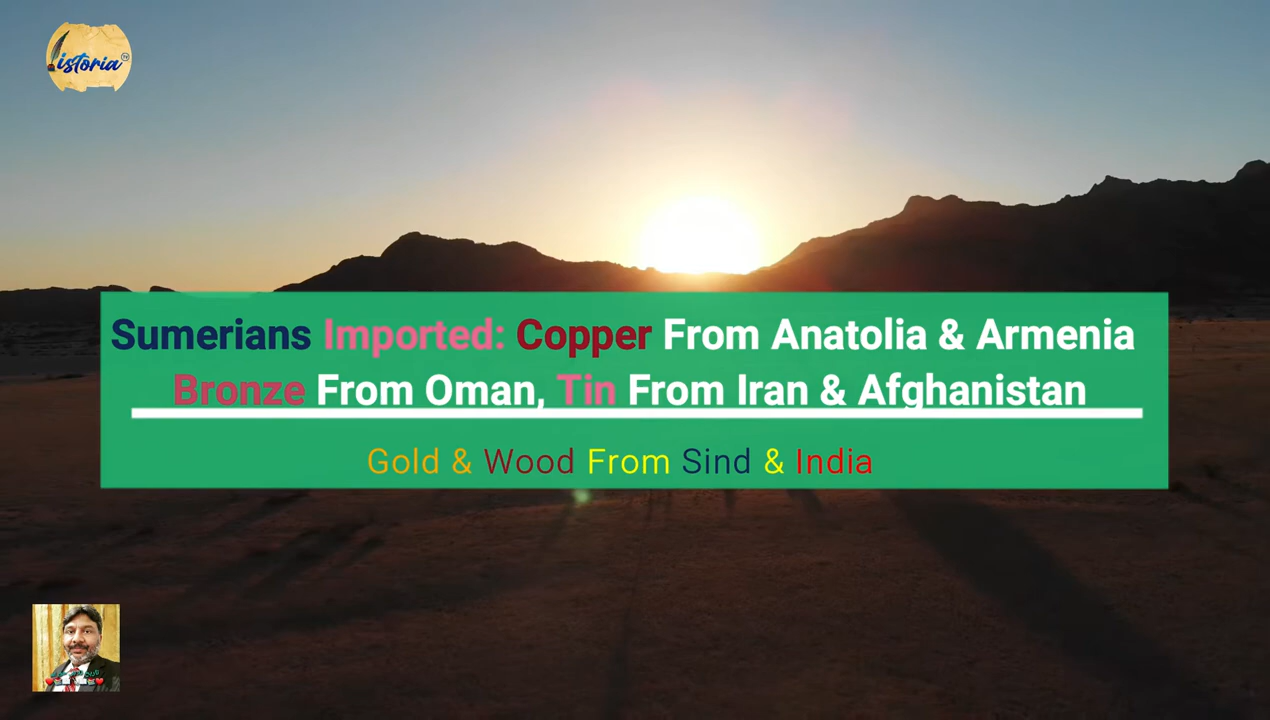 istoria
Sumerians Imported: Copper From Anatolia & Armenia
Bronze From Oman, Tin From Iran & Afghanistan
Gold & Wood From Sind & India